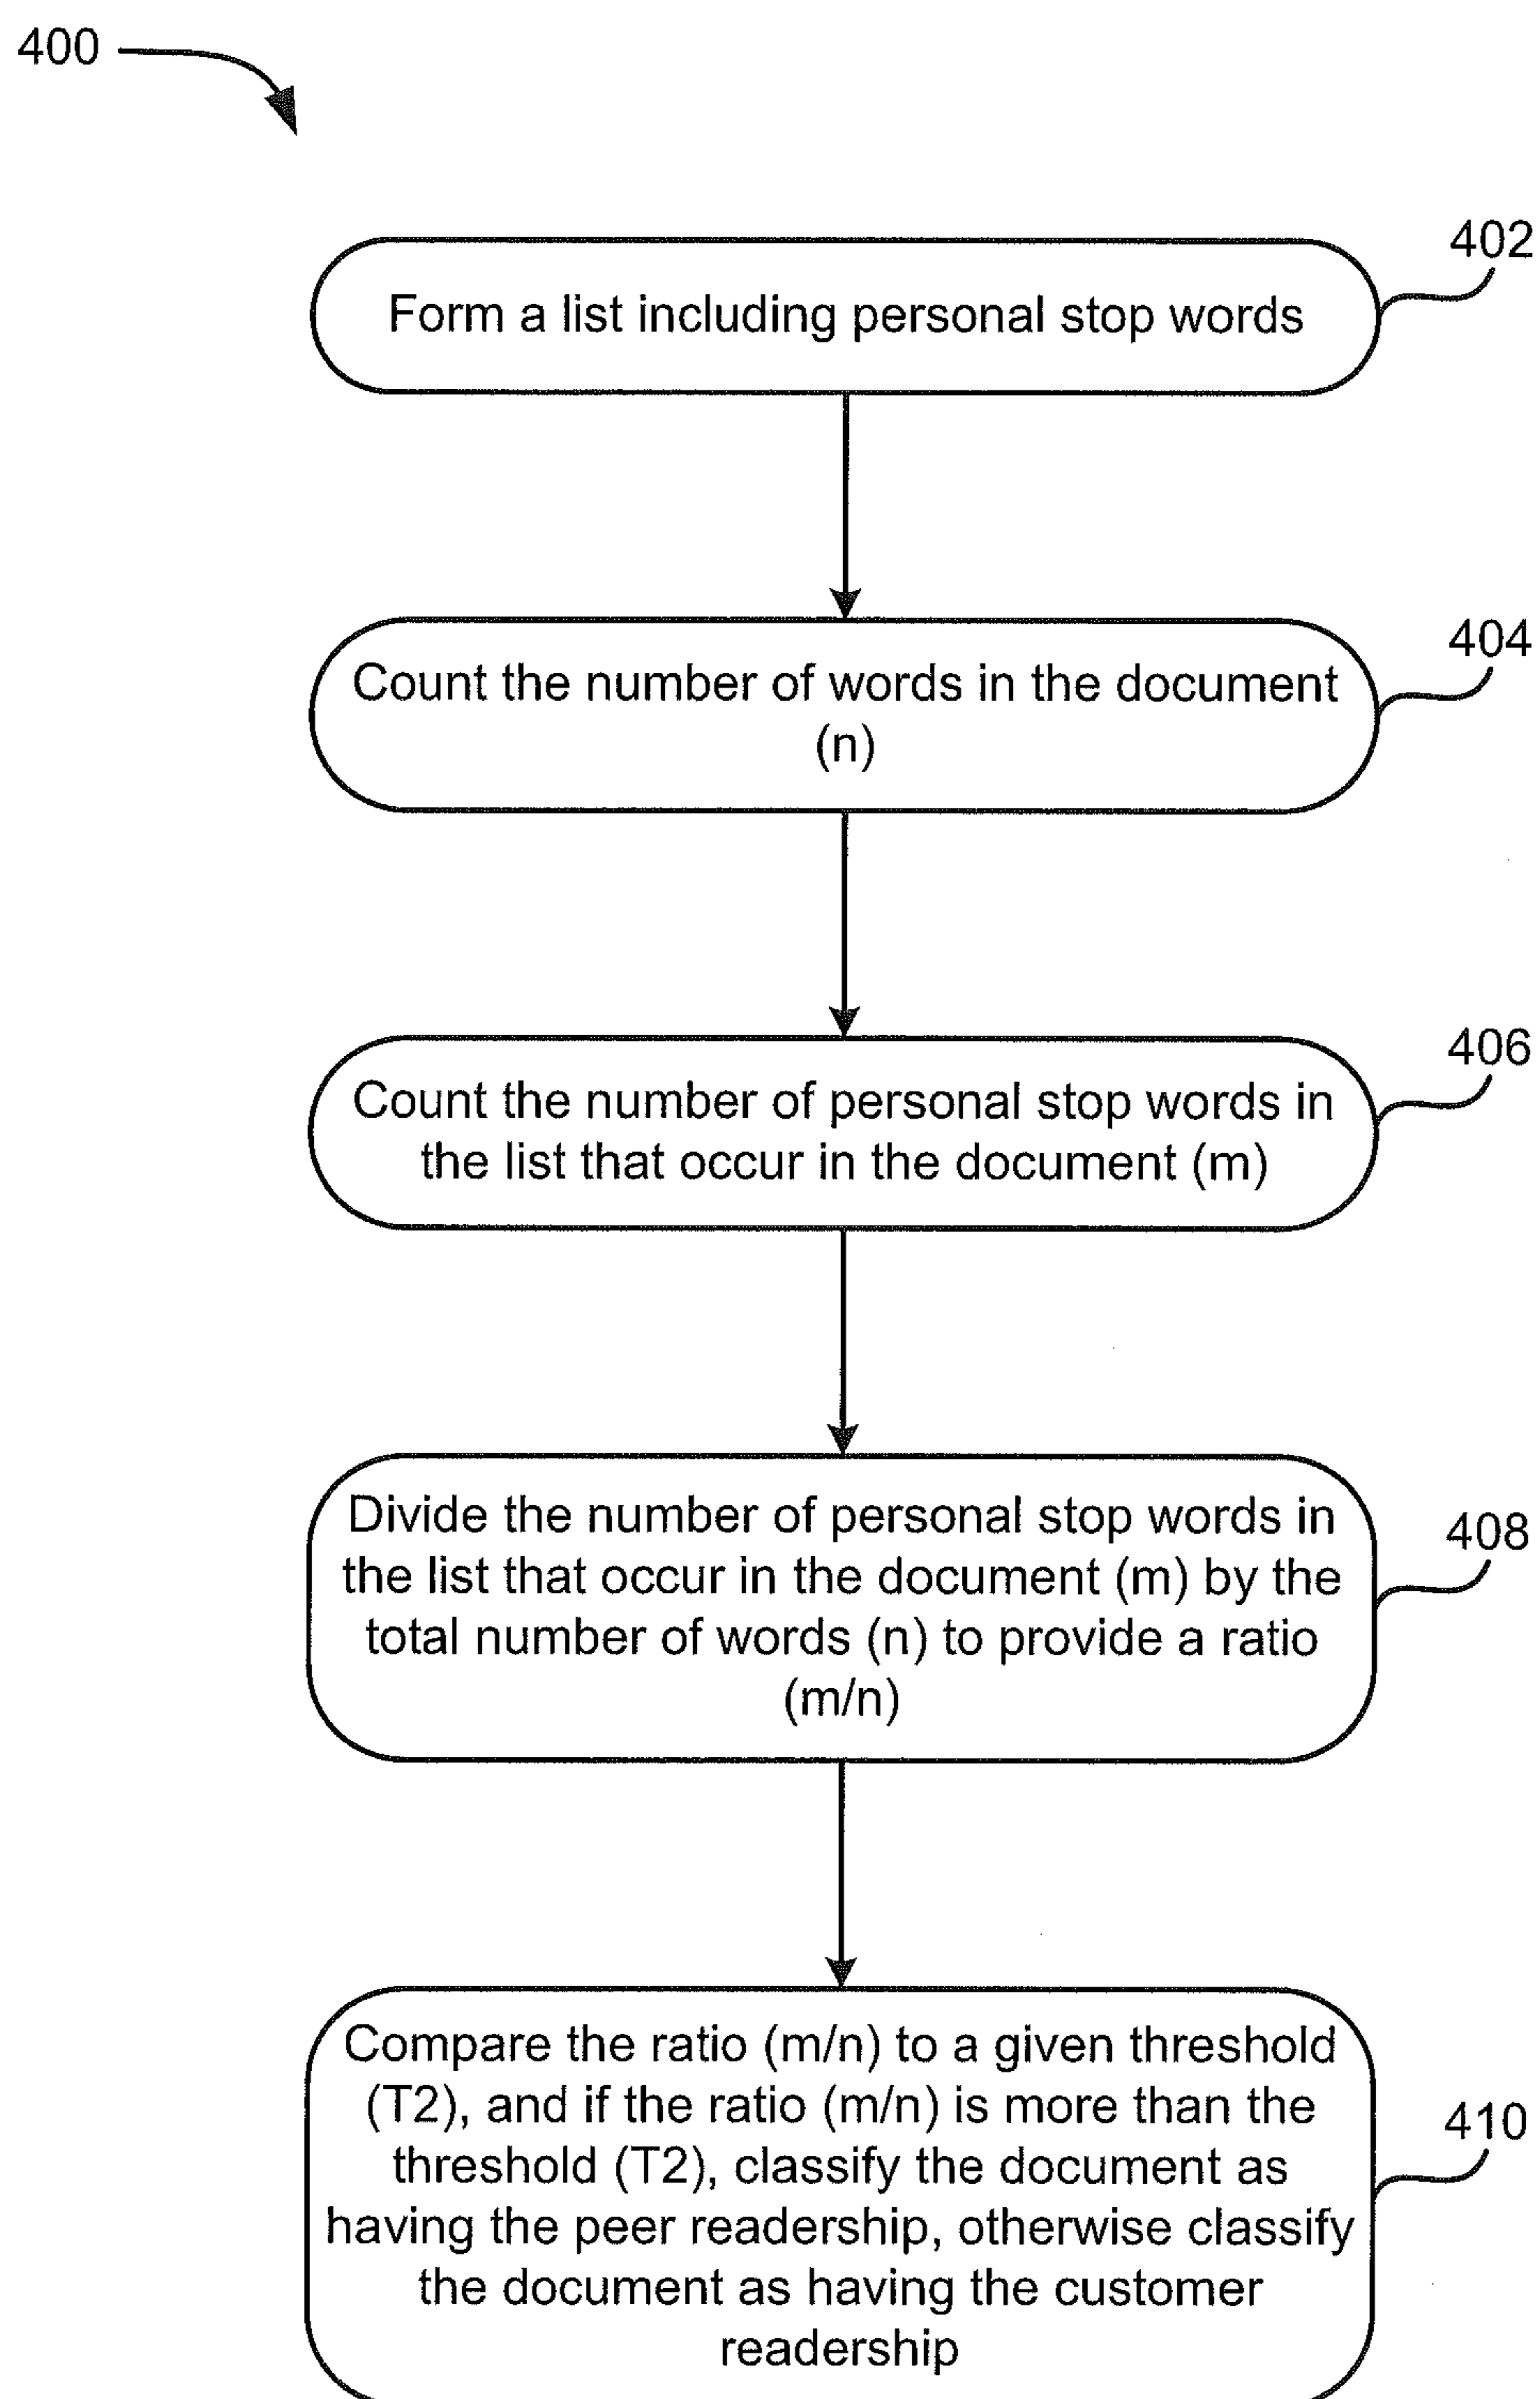 400
402
Form a list including personal stop words
404
Count the number of words in the document
(n)
406
Count the number of personal stop words in
the list that occur in the document (m)
408
Divide the number of personal stop words in
the list that occur in the document (m) by the
total number of words (n) to provide a ratio
(m/n)
410
Compare the ratio (m/n) to a given threshold
(T2), and if the ratio (m/n) is more than the
threshold (T2), classify the document as
having the peer readership, otherwise classify
the document as having the customer
readership